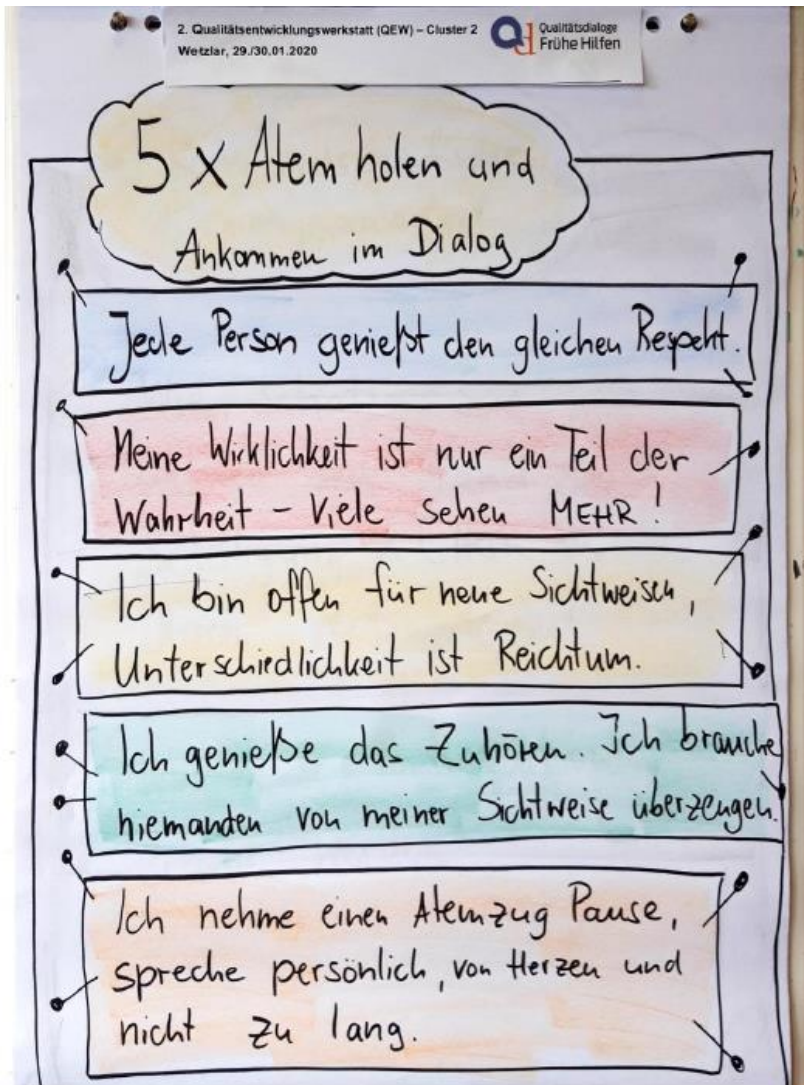 2. Qualitätsentwicklungswerkstatt (QEW) – Cluster 2
Wetzlar, 29./30.01.2020
Qualitätsdialoge
Frühe Hilfen
5 x Atem holen und
Ankommen im Dialog
Jede Person genießt den gleichen Respekt.
Meine Wirklichkeit ist nur ein Teil der
Wahrheit – Viele sehen MEHR!
Ich bin offen für neue Sichtweisen,
Unterschiedlichkeit ist Reichtum.
Ich genieße das Zuhören. Ich brauche
niemanden von meiner Sichtweise überzeugen.
Ich nehme einen Atemzug Pause,
spreche persönlich, von Herzen und
nicht zu lang.